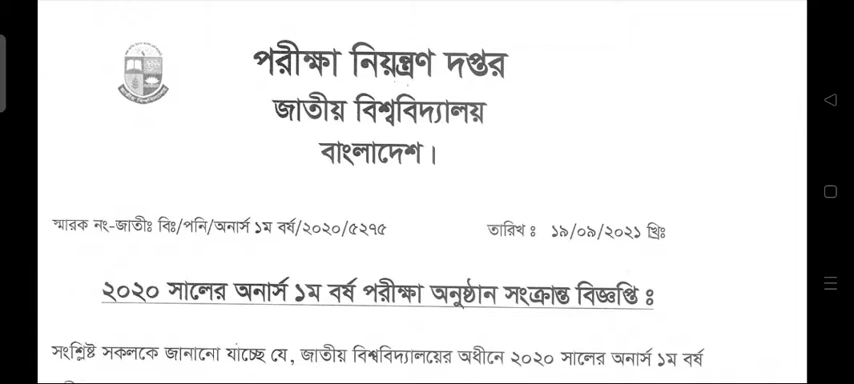 পরীক্ষা নিয়ন্ত্রণ দপ্তর
জাতীয় বিশ্ববিদ্যালয়
বাংলাদেশ।
স্মারক নং-জাতীঃ বিঃ/পনি/অনার্স ১ম বর্ষ/২০২০/৫২৭৫ তারিখ ঃ ১৯/০৯/২০২১ খ্রিঃ
২০২০ সালের অনার্স ১ম বর্ষ পরীক্ষা অনুষ্ঠান সংক্রান্ত বিজ্ঞপ্তি ঃ
সংশ্লিষ্ট সকলকে জানানো যাচ্ছে যে, জাতীয় বিশ্ববিদ্যালয়ের অধীনে ২০২০ সালের অনার্স ১ম বর্ষ